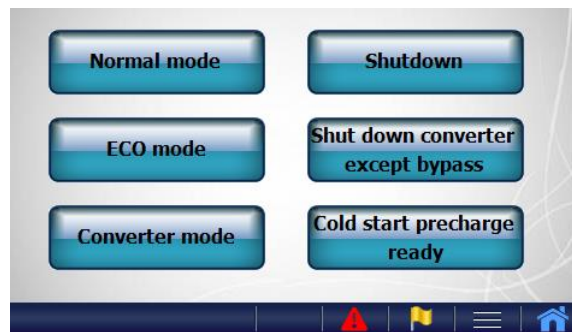 Normal mode
Shutdown
ECO mode
Shut down converter
except bypass
Converter mode
Cold start precharge
ready